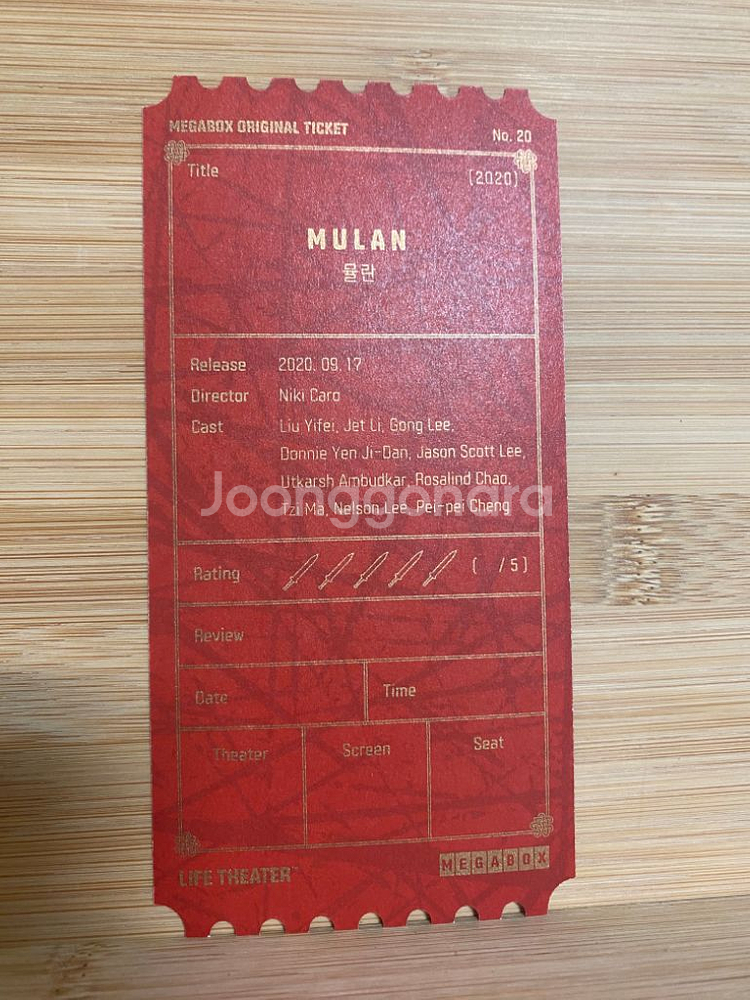 MEGABOX ORIGINAL TICKET
No. 20
Title
(2020)
MULAN
뮬란
Release 2020. 09. 17
Director Niki Caro
Cast Liu Yifei, Jet Li, Gong Lee,
Donnie Yen Ji-Dan, Jason Scott Lee,
Utkarsh Ambudkar, Rosalind Chao,
Joonggonara
Tzi Ma, Nelson Lee, Pei-pei Cheng
Rating ( /5)
Review
Date Time
Theater Screen Seat
LIFE THEATER™
MEGABOX